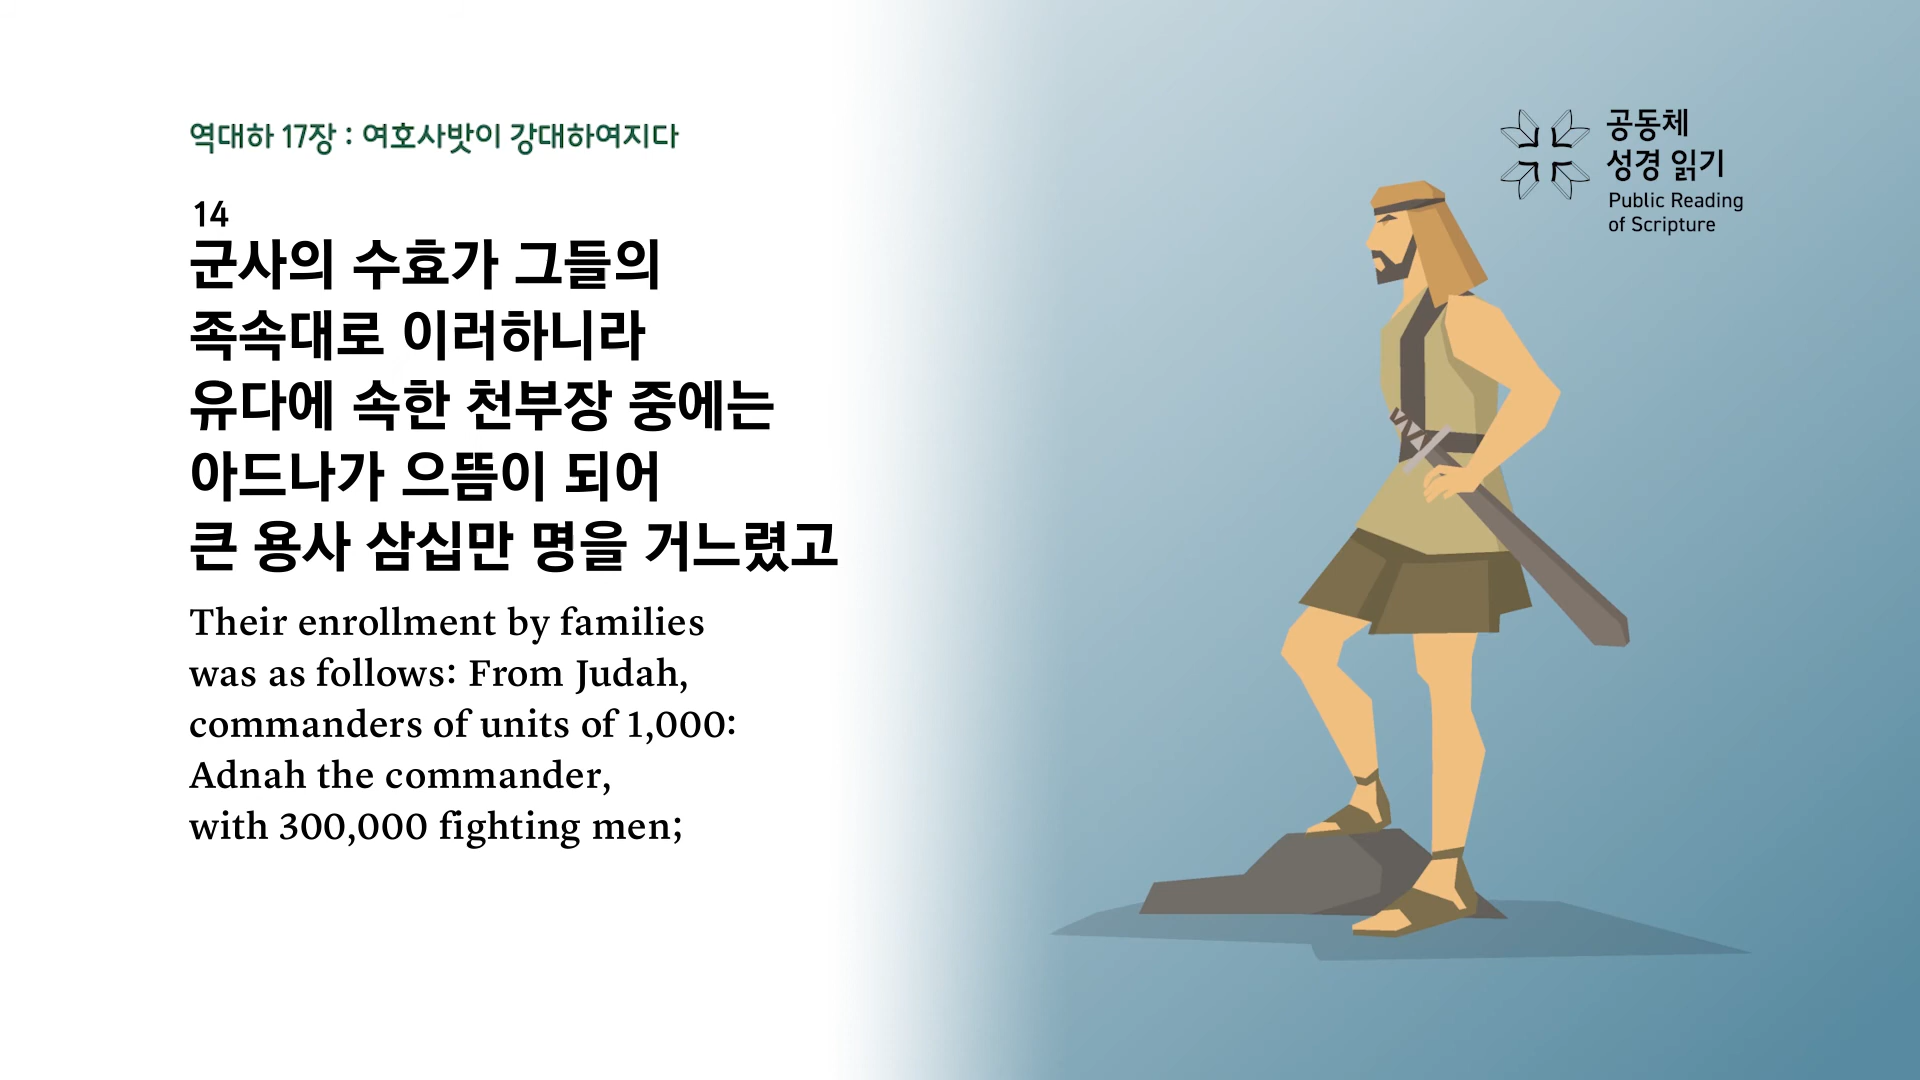 역대하 17장 : 여호사밧이 강대하여지다
14
군사의 수효가 그들의
족속대로 이러하니라
유다에 속한 천부장 중에는
아드나가 으뜸이 되어
큰 용사 삼십만 명을 거느렸고
Their enrollment by families
was as follows: From Judah,
commanders of units of 1,000:
Adnah the commander,
with 300,000 fighting men;
공동체
성경 읽기
Public Reading
of Scripture